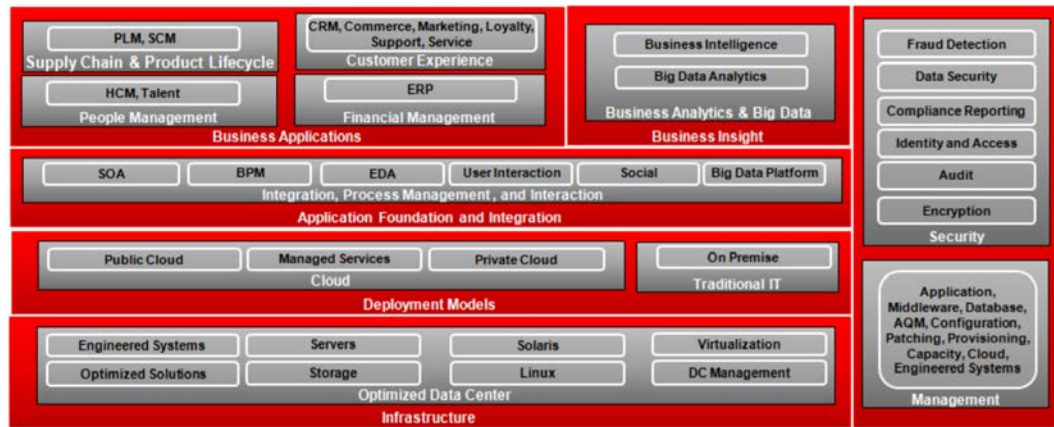 PLM, SCM
Supply Chain & Product Lifecycle
CRM, Commerce, Marketing, Loyalty,
Support, Service
Customer Experience
HCM, Talent
People Management
ERP
Financial Management
Business Applications
Business Intelligence
Big Data Analytics
Business Analytics & Big Data
Business Insight
SOA
BPM
EDA
User Interaction
Social
Big Data Platform
Integration, Process Management, and Interaction
Application Foundation and Integration
Public Cloud
Managed Services
Private Cloud
Cloud
On Premise
Traditional IT
Deployment Models
Engineered Systems
Servers
Solaris
Virtualization
Optimized Solutions
Storage
Linux
DC Management
Optimized Data Center
Infrastructure
Fraud Detection
Data Security
Compliance Reporting
Identity and Access
Audit
Encryption
Security
Application,
Middleware, Database,
AQM, Configuration,
Patching, Provisioning,
Capacity, Cloud,
Engineered Systems
Management